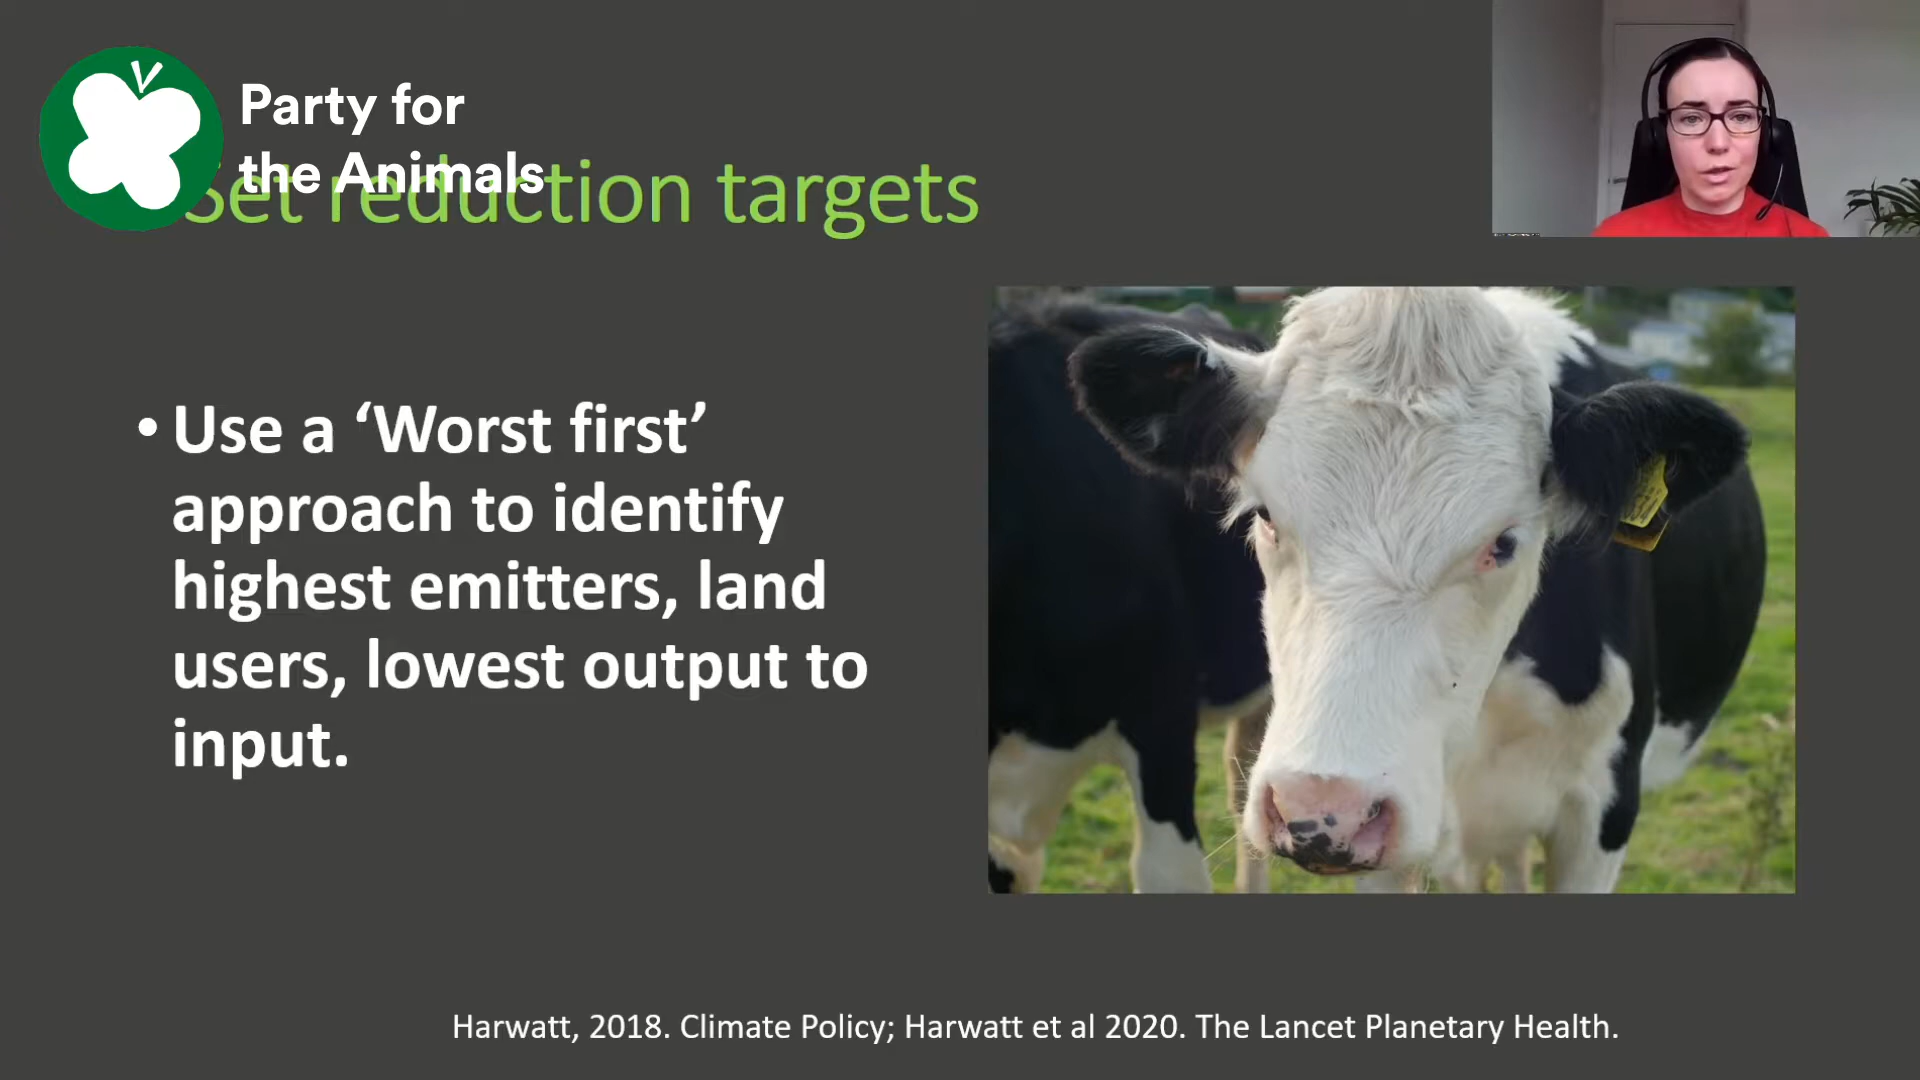 Party for
the Animals
Set reduction targets
• Use a ‘Worst first’
approach to identify
highest emitters, land
users, lowest output to
input.
Harwatt, 2018. Climate Policy; Harwatt et al 2020. The Lancet Planetary Health.